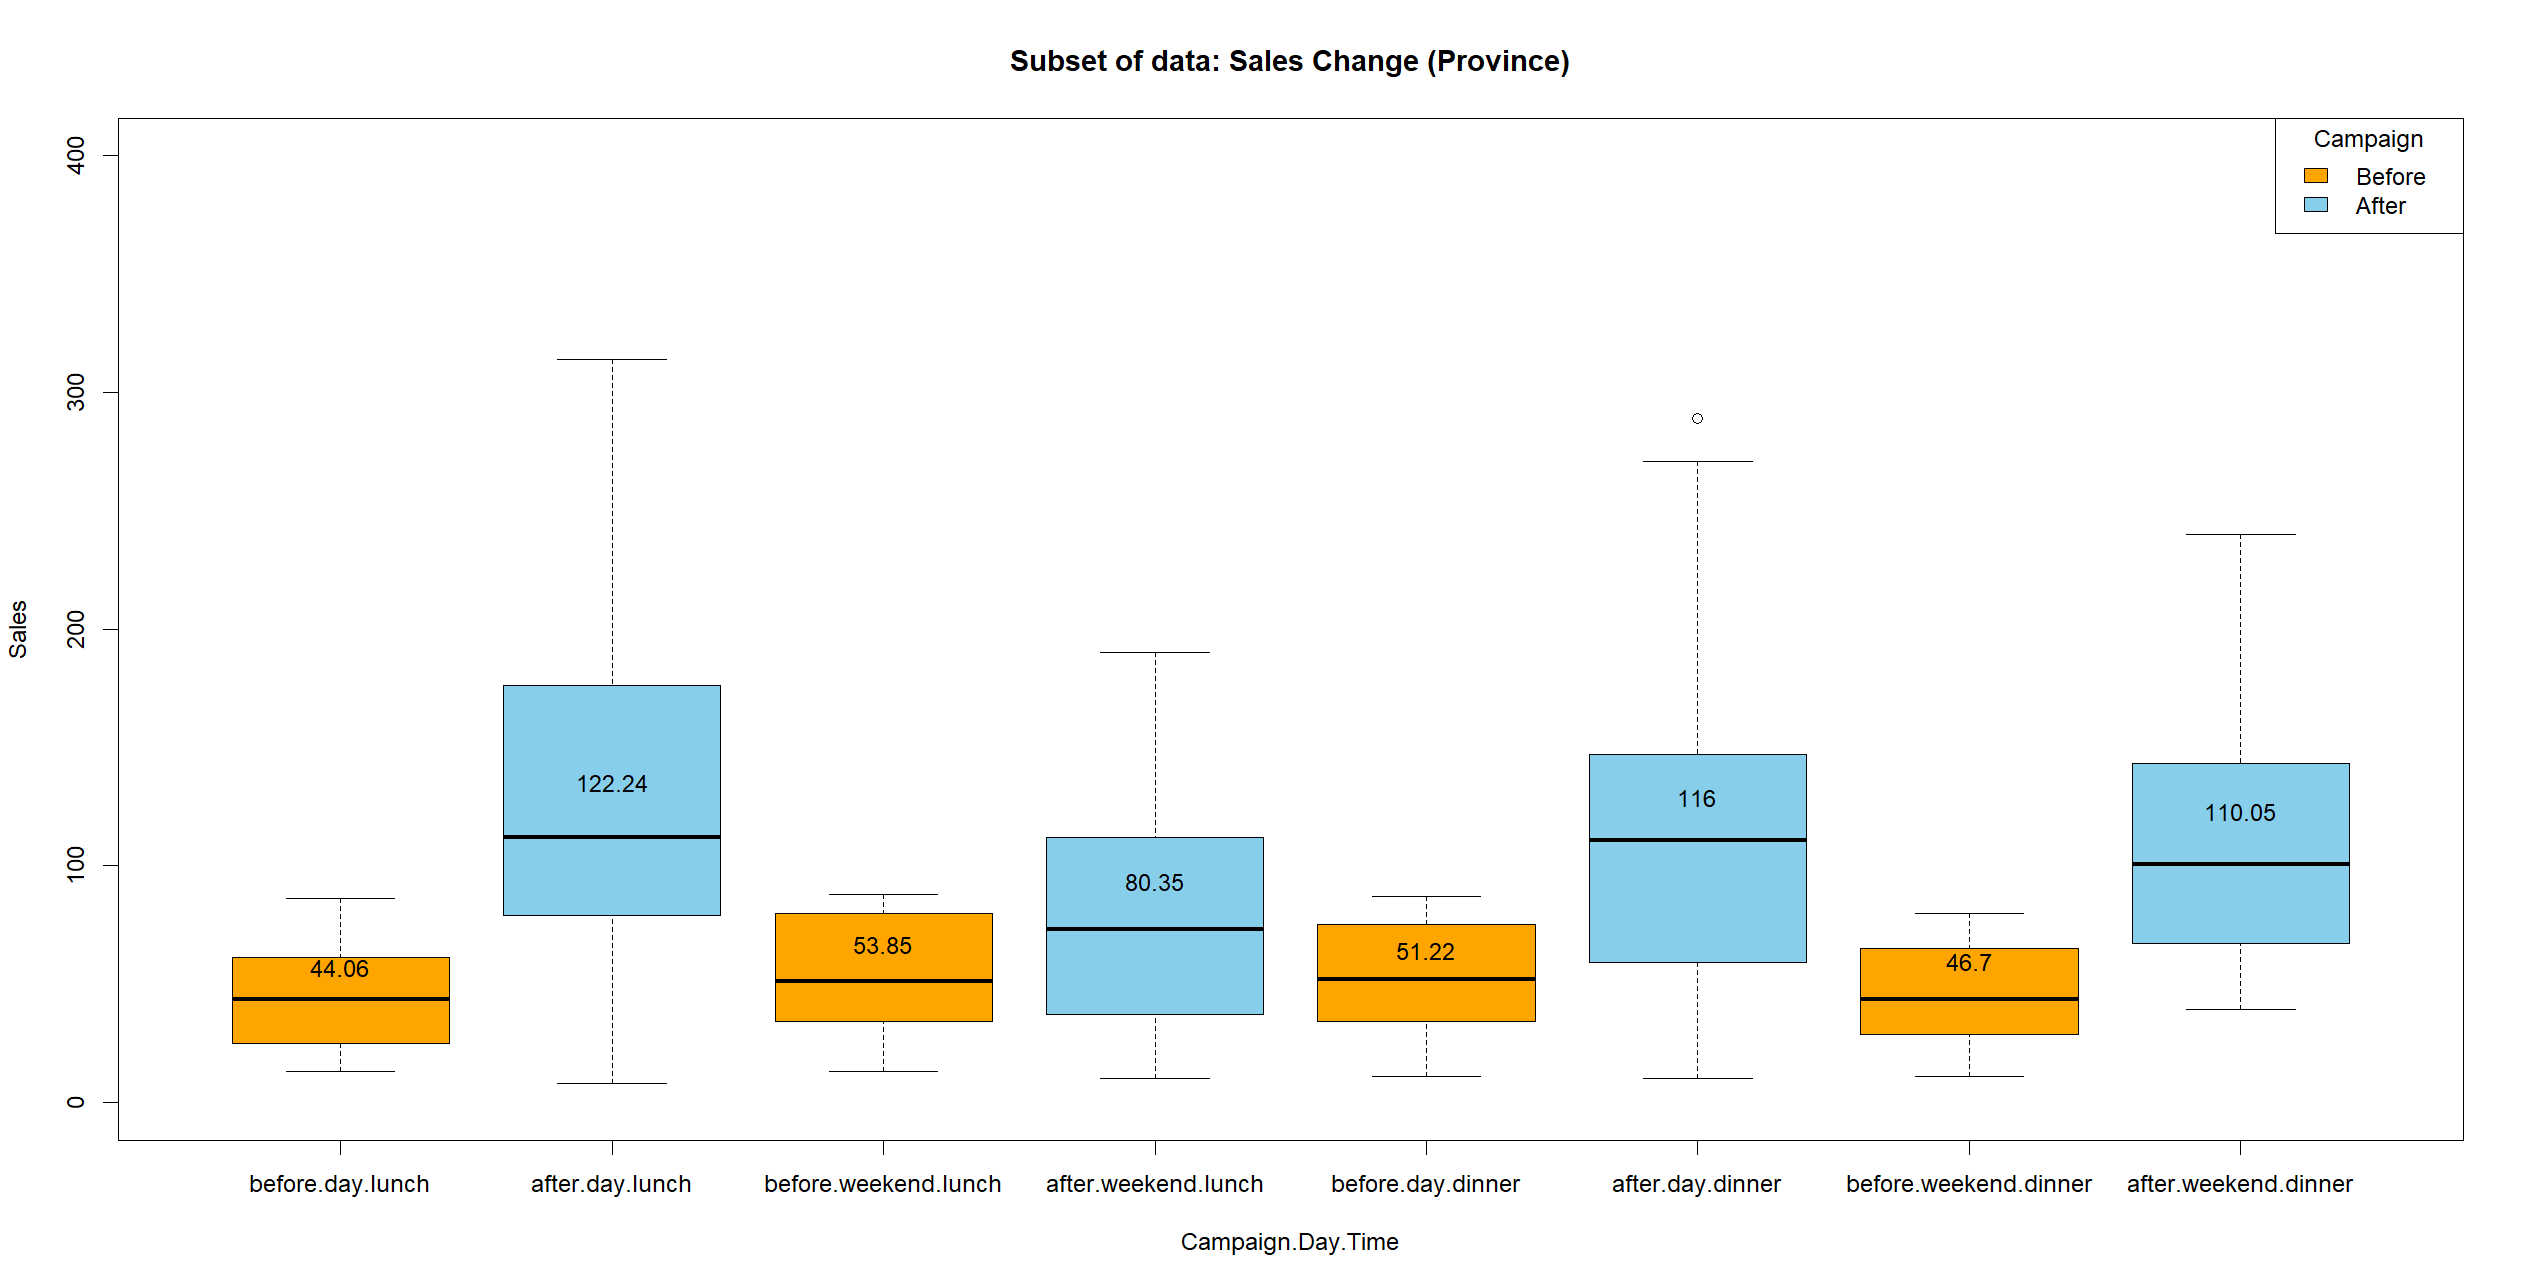 Subset of data: Sales Change (Province)
Campaign
Before
After
Sales
400
300
200
100
0
122.24
116
110.05
80.35
53.85
51.22
46.7
44.06
before.day.lunch after.day.lunch before.weekend.lunch after.weekend.lunch before.day.dinner after.day.dinner before.weekend.dinner after.weekend.dinner
Campaign.Day.Time